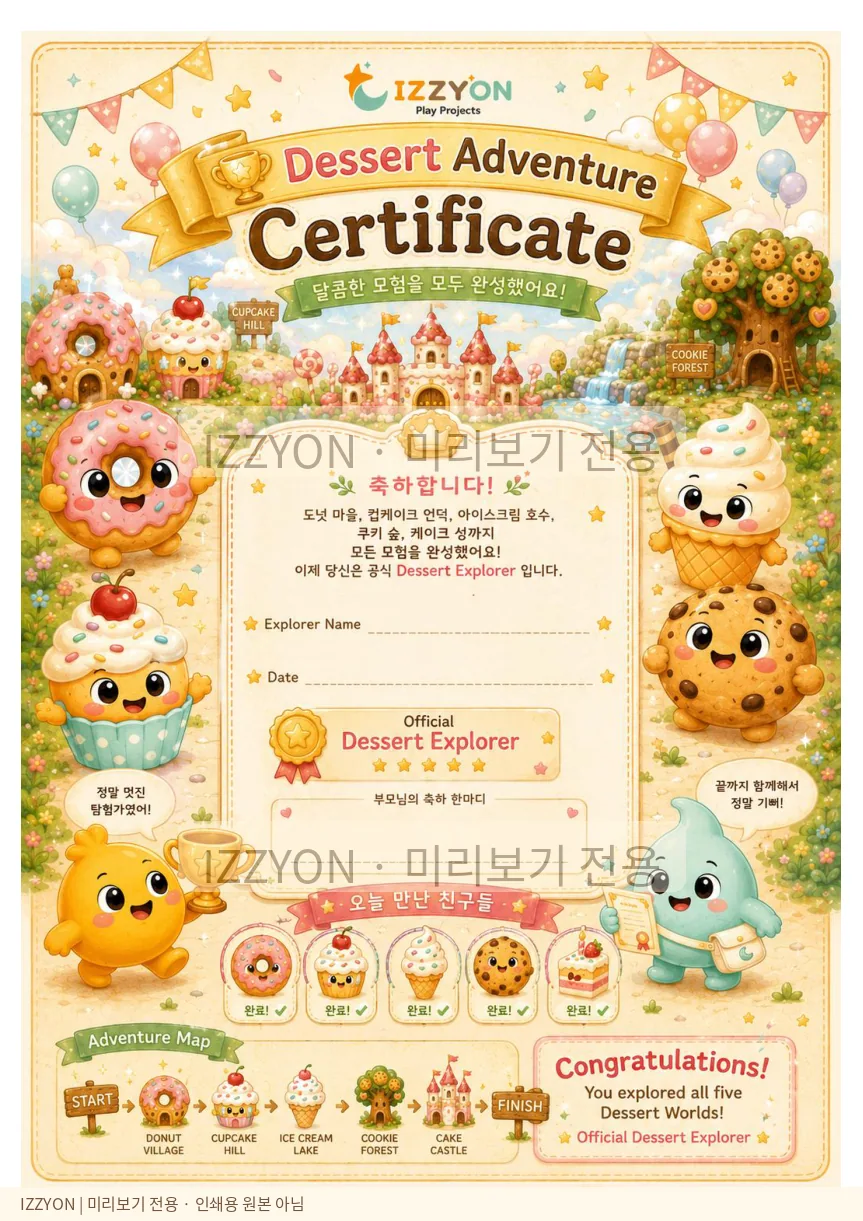 IZZYON
Play Projects
Dessert Adventure
Certificate
달콤한 모험을 모두 완성했어요!
CUPCAKE
HILL
COOKIE
FOREST
IZZYON · 미리보기 전용
축하합니다!
도넛 마을, 컵케이크 언덕, 아이스크림 호수,
쿠키 숲, 케이크 성까지
모든 모험을 완성했어요!
이제 당신은 공식 Dessert Explorer 입니다.
Explorer Name
Date
Official
Dessert Explorer
부모님의 축하 한마디
정말 멋진
탐험가였어!
끝까지 함께해서
정말 기뻐!
IZZYON · 미리보기 전용
오늘 만난 친구들
완료!
완료!
완료!
완료!
완료!
Adventure Map
START
DONUT
VILLAGE
CUPCAKE
HILL
ICE CREAM
LAKE
COOKIE
FOREST
CAKE
CASTLE
FINISH
Congratulations!
You explored all five
Dessert Worlds!
Official Dessert Explorer
IZZYON | 미리보기 전용 · 인쇄용 원본 아님